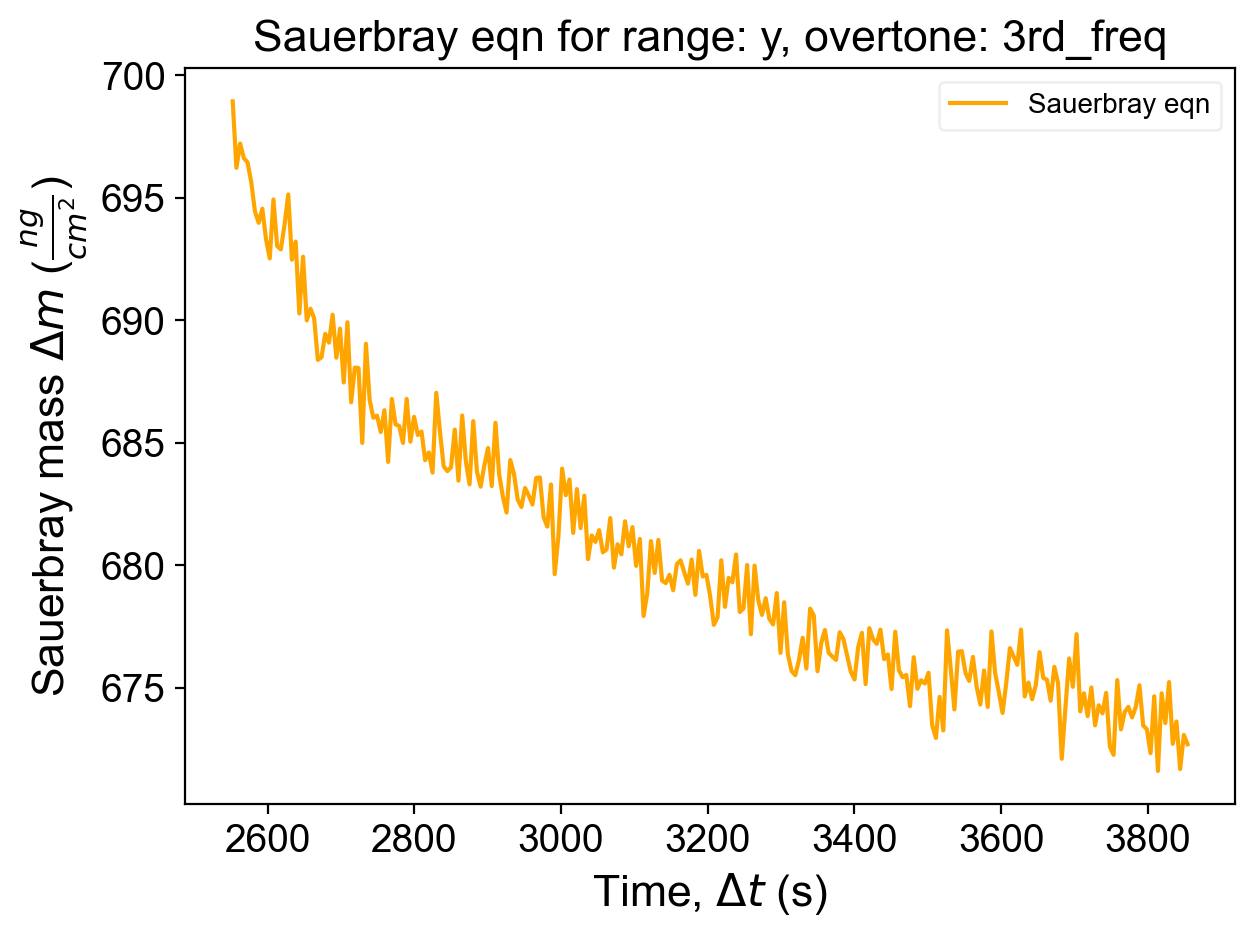 Sauerbray eqn for range: y, overtone: 3rd_freq
700
695
690
685
680
675
Sauerbray mass Δm (ng/cm²)
Sauerbray eqn
2600 2800 3000 3200 3400 3600 3800
Time, Δt (s)